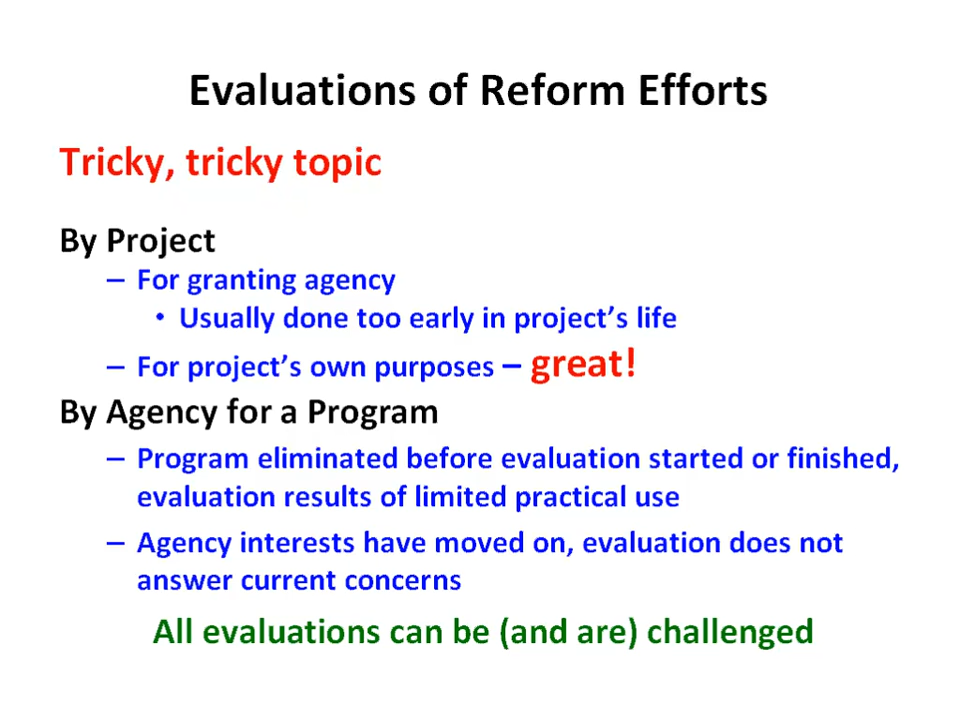 Evaluations of Reform Efforts
Tricky, tricky topic
By Project
– For granting agency
• Usually done too early in project's life
– For project's own purposes – great!
By Agency for a Program
– Program eliminated before evaluation started or finished,
evaluation results of limited practical use
– Agency interests have moved on, evaluation does not
answer current concerns
All evaluations can be (and are) challenged